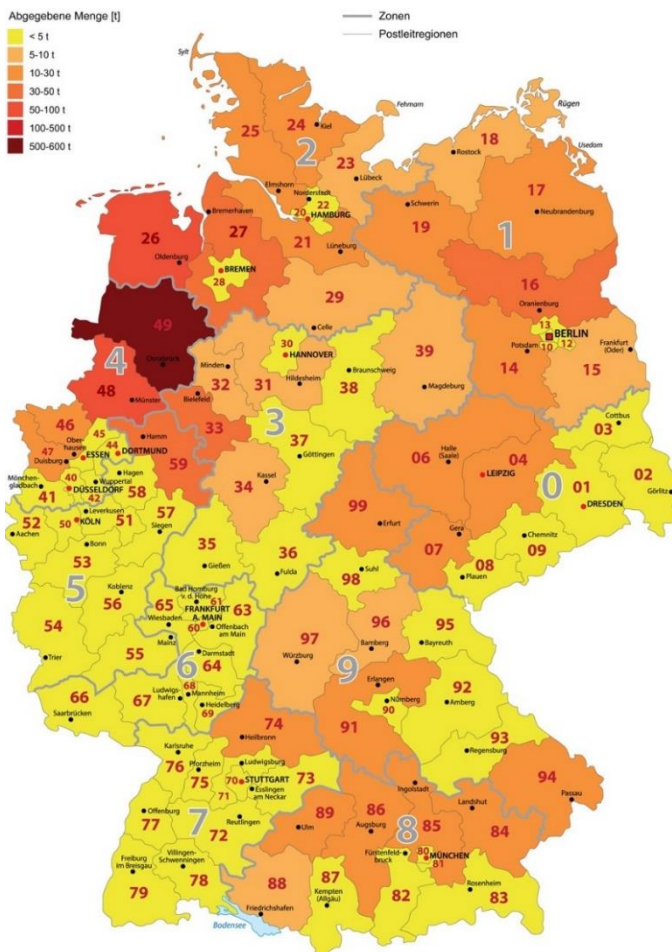 Abgegebene Menge [t]
< 5 t
5-10 t
10-30 t
30-50 t
50-100 t
100-500 t
500-600 t
Zonen
Postleitregionen
Sylt
Fehmarn
Rügen
Usedom
25
24
Kiel
2
23
Lübeck
18
Rostock
17
Neubrandenburg
Elmshorn
Norderstedt
22
20
HAMBURG
Schwerin
19
1
Bremerhaven
26
27
21
Lüneburg
Oldenburg
BREMEN
28
16
Oranienburg
29
Celle
13
BERLIN
10
12
Potsdam
14
Frankfurt
(Oder)
15
49
Osnabrück
4
30
HANNOVER
Minden
32
31
Hildesheim
38
Braunschweig
39
Magdeburg
48
Münster
Bielefeld
33
3
37
Göttingen
Cottbus
03
46
45
Ober-
hausen
47
Duisburg
ESSEN
44
DORTMUND
Hamm
59
Mönchen-
gladbach
41
40
DÜSSELDORF
42
Wuppertal
Hagen
58
34
Kassel
06
Halle
(Saale)
04
LEIPZIG
0
01
DRESDEN
02
Görlitz
52
Aachen
50
KÖLN
Leverkusen
51
57
Siegen
Bonn
53
99
Erfurt
Gera
07
Chemnitz
08
09
Plauen
35
Gießen
36
Fulda
98
Suhl
5
Koblenz
56
54
Trier
55
65
Bad Homburg
v. d. Höhe
61
63
FRANKFURT
A. MAIN
60
Wiesbaden
Offenbach
am Main
Mainz
Darmstadt
6
64
97
Würzburg
96
Bamberg
95
Bayreuth
9
66
Saarbrücken
67
Ludwigs-
hafen
68
Mannheim
Heidelberg
69
Erlangen
Nürnberg
90
91
92
Amberg
93
Regensburg
74
Heilbronn
Karlsruhe
76
Pforzheim
75
Ludwigsburg
70
STUTTGART
71
Esslingen
am Neckar
73
Ingolstadt
Landshut
94
Passau
Offenburg
77
7
Reutlingen
72
89
Ulm
86
Augsburg
8
85
84
Fürstenfeld-
bruck
80
MÜNCHEN
81
Freiburg
im Breisgau
79
Villingen-
Schwenningen
78
88
Friedrichshafen
87
Kempten
(Allgäu)
82
Rosenheim
83
Bodensee